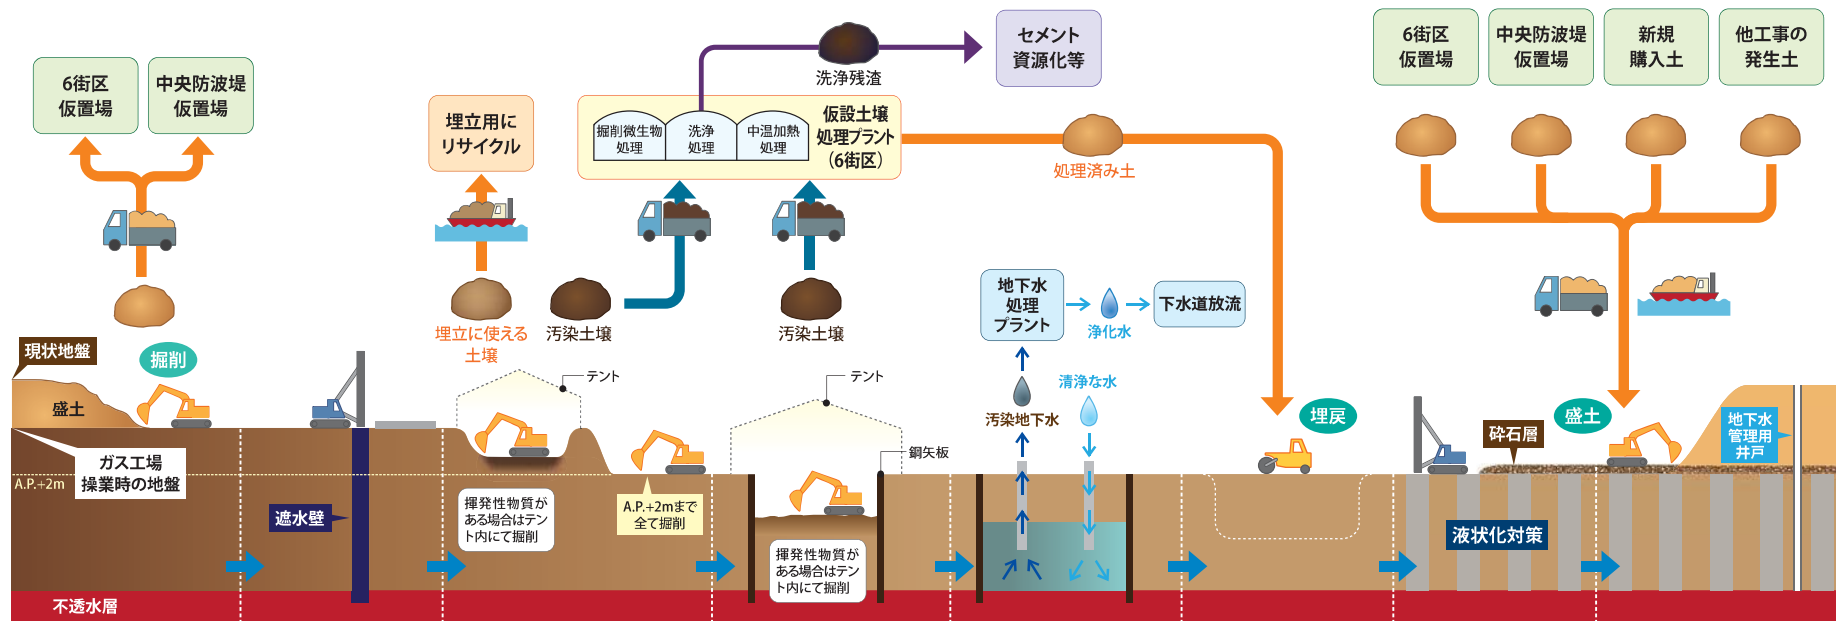 6街区
仮置場
中央防波堤
仮置場
埋立用に
リサイクル
洗浄残渣
セメント
資源化等
掘削微生物
処理
洗浄
処理
中温加熱
処理
仮設土壌
処理プラント
(6街区)
処理済み土
6街区
仮置場
中央防波堤
仮置場
新規
購入土
他工事の
発生土
埋立に使える
土壌
汚染土壌
汚染土壌
地下水
処理
プラント
浄化水
下水道放流
現状地盤
掘削
盛土
ガス工場
操業時の地盤
A.P.+2m
遮水壁
テント
揮発性物質が
ある場合はテン
ト内にて掘削
A.P.+2mまで
全て掘削
テント
鋼矢板
揮発性物質が
ある場合はテン
ト内にて掘削
汚染地下水
清浄な水
埋戻
砕石層
盛土
地下水
管理用
井戸
液状化対策
不透水層